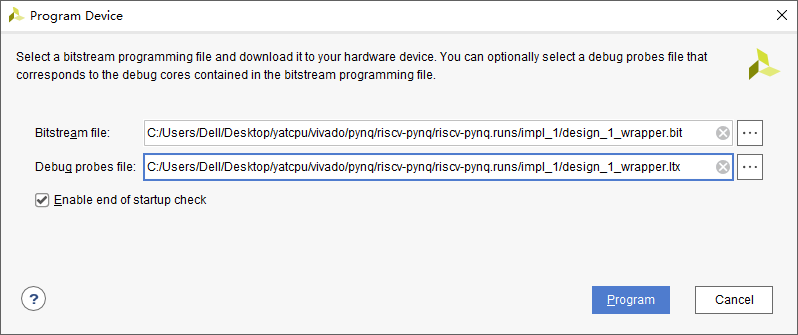 Program Device
Select a bitstream programming file and download it to your hardware device. You can optionally select a debug probes file that
corresponds to the debug cores contained in the bitstream programming file.
Bitstream file: C:/Users/Dell/Desktop/yatcpu/vivado/pynq/riscv-pynq/riscv-pynq.runs/impl_1/design_1_wrapper.bit ...
Debug probes file: C:/Users/Dell/Desktop/yatcpu/vivado/pynq/riscv-pynq/riscv-pynq.runs/impl_1/design_1_wrapper.ltx ...
Enable end of startup check
? Program Cancel